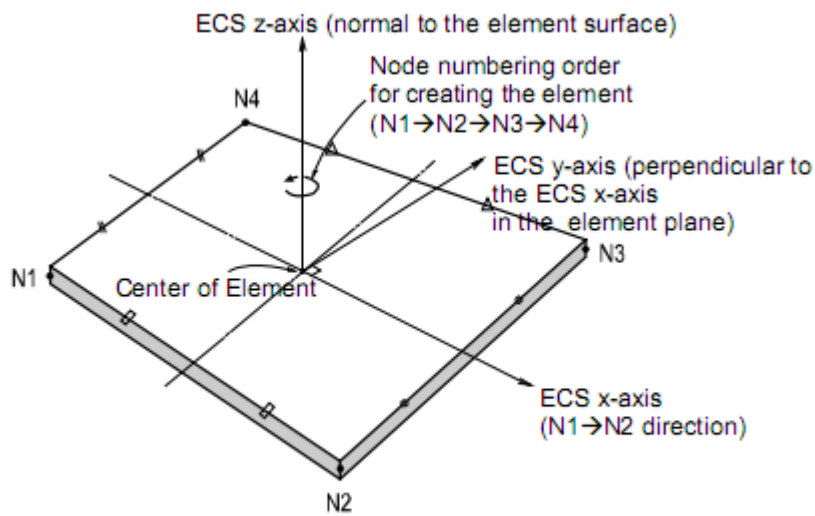 ECS z-axis (normal to the element surface)
Node numbering order
for creating the element
(N1→N2→N3→N4)
N4
ECS y-axis (perpendicular to
the ECS x-axis
in the element plane)
N3
N1
Center of Element
ECS x-axis
(N1→N2 direction)
N2